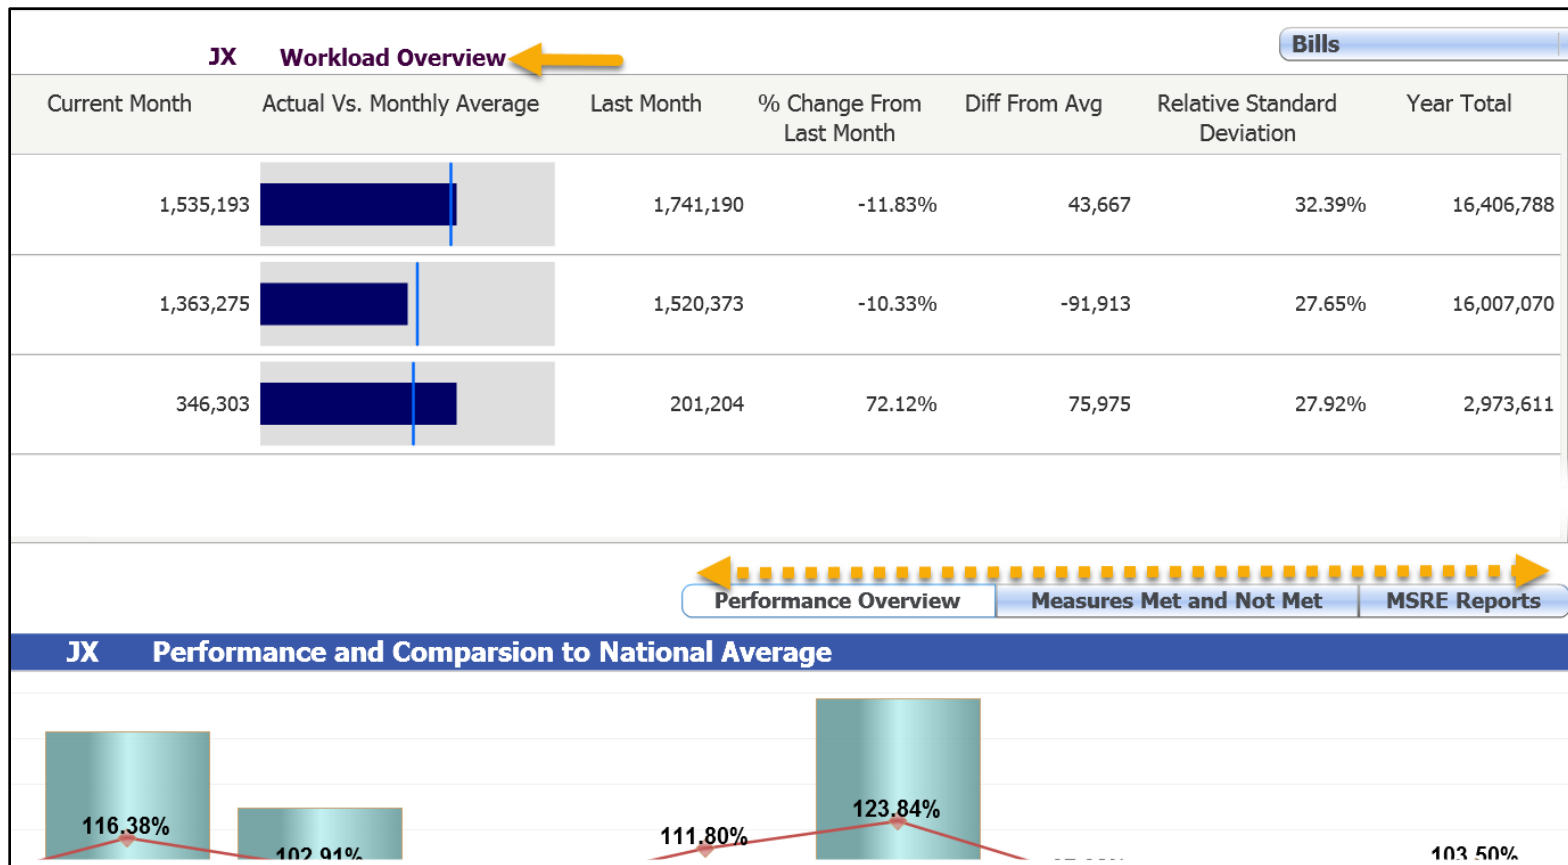 Bills
JX Workload Overview
Current Month Actual Vs. Monthly Average Last Month % Change From Last Month Diff From Avg Relative Standard Deviation Year Total
1,535,193 1,741,190 -11.83% 43,667 32.39% 16,406,788
1,363,275 1,520,373 -10.33% -91,913 27.65% 16,007,070
346,303 201,204 72.12% 75,975 27.92% 2,973,611
Performance Overview Measures Met and Not Met MSRE Reports
JX Performance and Comparsion to National Average
123.84%
116.38%
111.80%
102.91% 103.50%